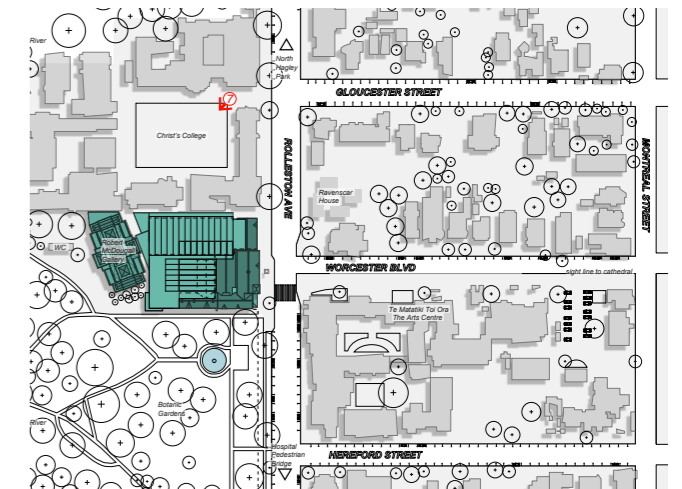 River
North
Hagley
Park
GLOUCESTER STREET
7
Christ's College
ROLLESTON AVE
MONTREAL STREET
Ravenscar
House
WC
Robert
McDougall
Gallery
WORCESTER BLVD
sight line to cathedral
Te Matatiki Toi Ora
The Arts Centre
Botanic
Gardens
River
Hospital
Pedestrian
Bridge
HEREFORD STREET